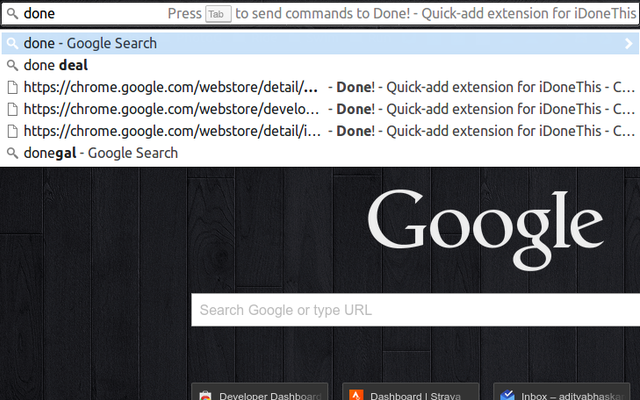 done Press Tab to send commands to Done! - Quick-add extension for iDoneThis
done - Google Search
done deal
https://chrome.google.com/webstore/detail/... - Done! - Quick-add extension for iDoneThis - C...
https://chrome.google.com/webstore/develo... - Done! - Quick-add extension for iDoneThis - C...
https://chrome.google.com/webstore/detail/i... - Done! - Quick-add extension for iDoneThis - C...
donegal - Google Search
Google
Search Google or type URL
Developer Dashboard Dashboard | Strava Inbox – adityabhaskar